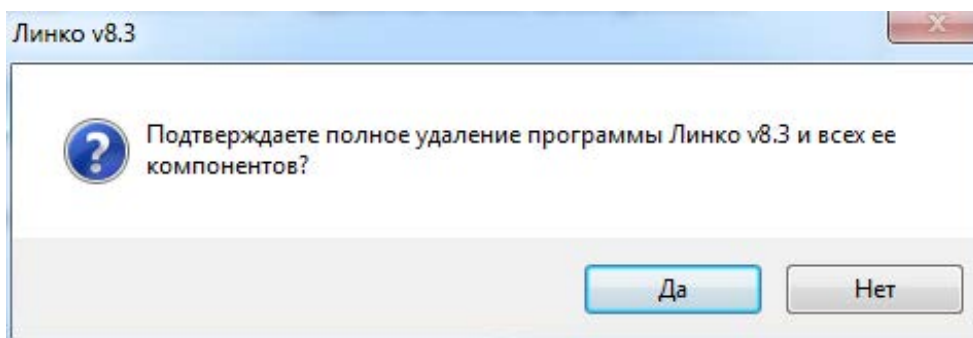 Линко v8.3
Подтверждаете полное удаление программы Линко v8.3 и всех ее
компонентов?
Да
Нет